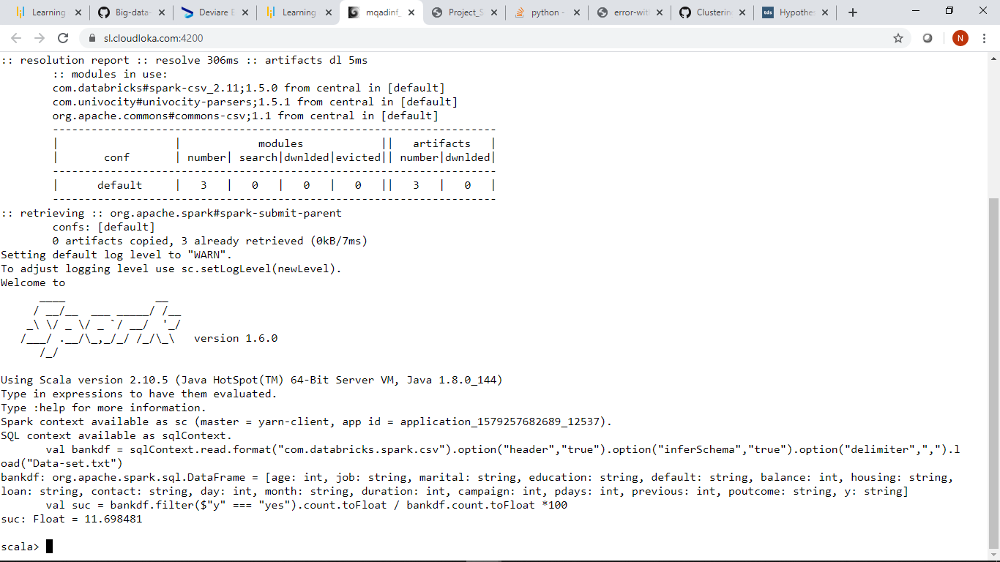 Learning
Big-data-
Deviare E
Learning
mqadinf_
Project_S
python -
error-wit
Clusterin
tds Hypothes
sl.cloudloka.com:4200
N
:: resolution report :: resolve 306ms :: artifacts dl 5ms
:: modules in use:
com.databricks#spark-csv_2.11;1.5.0 from central in [default]
com.univocity#univocity-parsers;1.5.1 from central in [default]
org.apache.commons#commons-csv;1.1 from central in [default]
---------------------------------------------------------------------
|                  |            modules            ||   artifacts   |
|       conf       | number| search|dwnlded|evicted|| number|dwnlded|
---------------------------------------------------------------------
|      default     |   3   |   0   |   0   |   0   ||   3   |   0   |
---------------------------------------------------------------------
:: retrieving :: org.apache.spark#spark-submit-parent
confs: [default]
0 artifacts copied, 3 already retrieved (0kB/7ms)
Setting default log level to "WARN".
To adjust logging level use sc.setLogLevel(newLevel).
Welcome to
Spark version 1.6.0
Using Scala version 2.10.5 (Java HotSpot(TM) 64-Bit Server VM, Java 1.8.0_144)
Type in expressions to have them evaluated.
Type :help for more information.
Spark context available as sc (master = yarn-client, app id = application_1579257682689_12537).
SQL context available as sqlContext.
val bankdf = sqlContext.read.format("com.databricks.spark.csv").option("header","true").option("inferSchema","true").option("delimiter",",").l
oad("Data-set.txt")
bankdf: org.apache.spark.sql.DataFrame = [age: int, job: string, marital: string, education: string, default: string, balance: int, housing: string,
loan: string, contact: string, day: int, month: string, duration: int, campaign: int, pdays: int, previous: int, poutcome: string, y: string]
val suc = bankdf.filter($"y" === "yes").count.toFloat / bankdf.count.toFloat *100
suc: Float = 11.698481
scala>